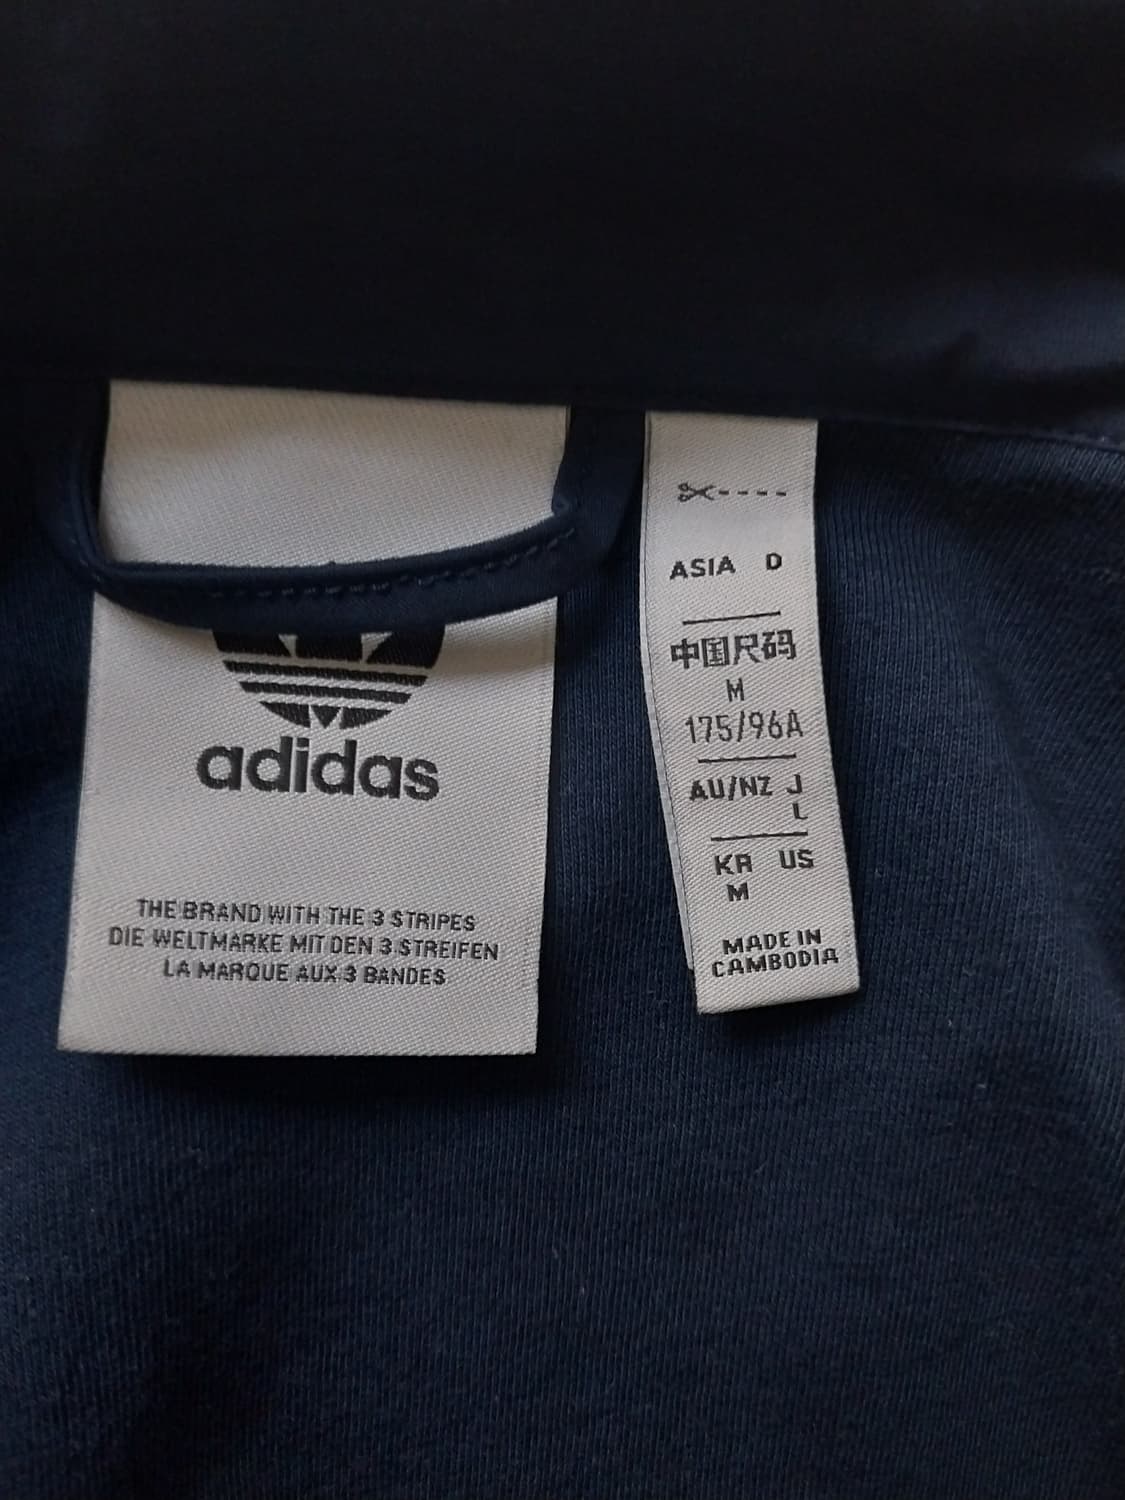 adidas
THE BRAND WITH THE 3 STRIPES
DIE WELTMARKE MIT DEN 3 STREIFEN
LA MARQUE AUX 3 BANDES
ASIA D
中国尺码
M
175/96A
AU/NZ J
L
KR US
M
MADE IN
CAMBODIA